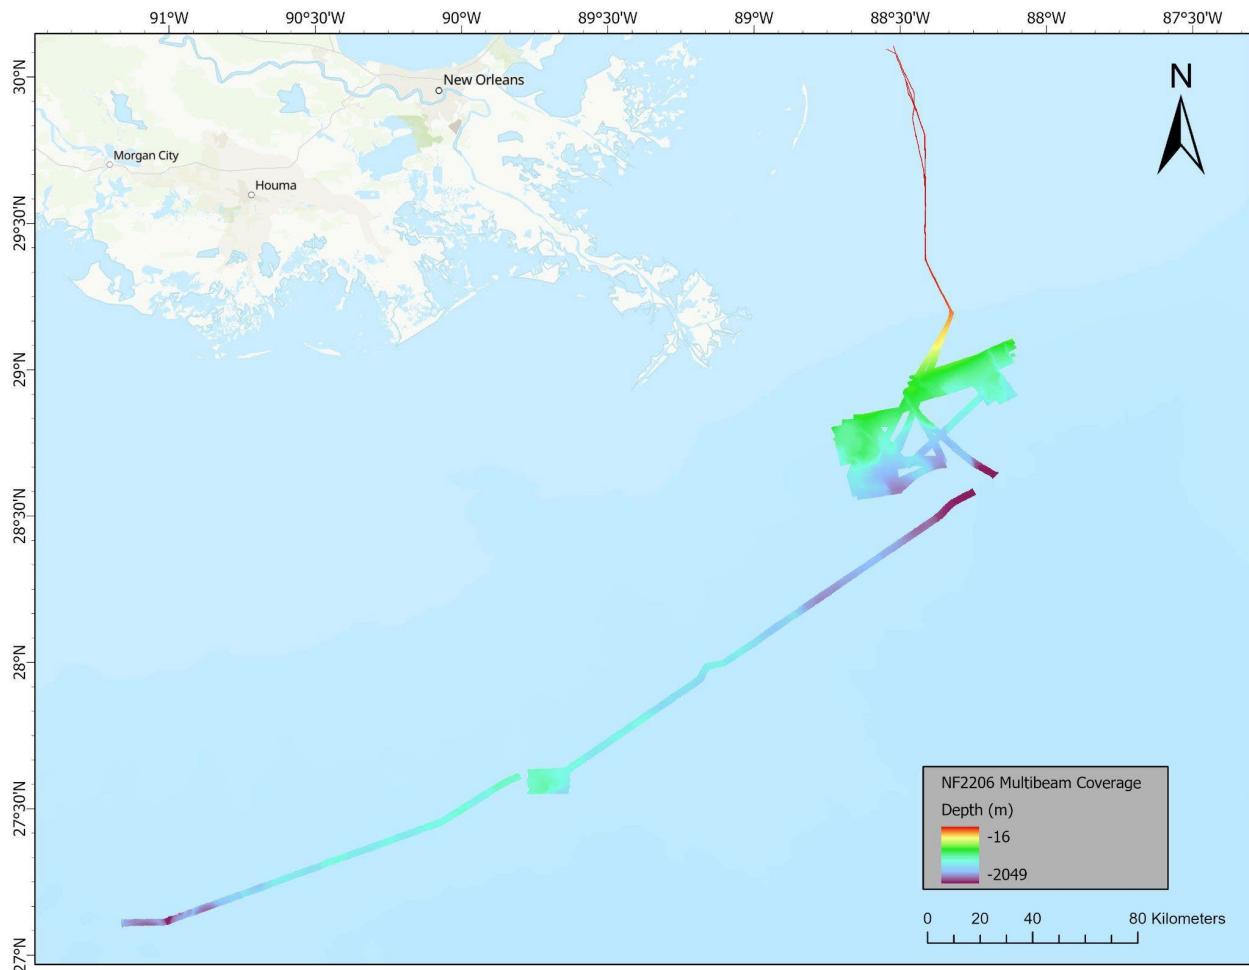 91°W 90°30'W 90°W 89°30'W 89°W 88°30'W 88°W 87°30'W
30°N
29°30'N
29°N
28°30'N
28°N
27°30'N
27°N
New Orleans
Morgan City
Houma
N
NF2206 Multibeam Coverage
Depth (m)
-16
-2049
0 20 40 80 Kilometers